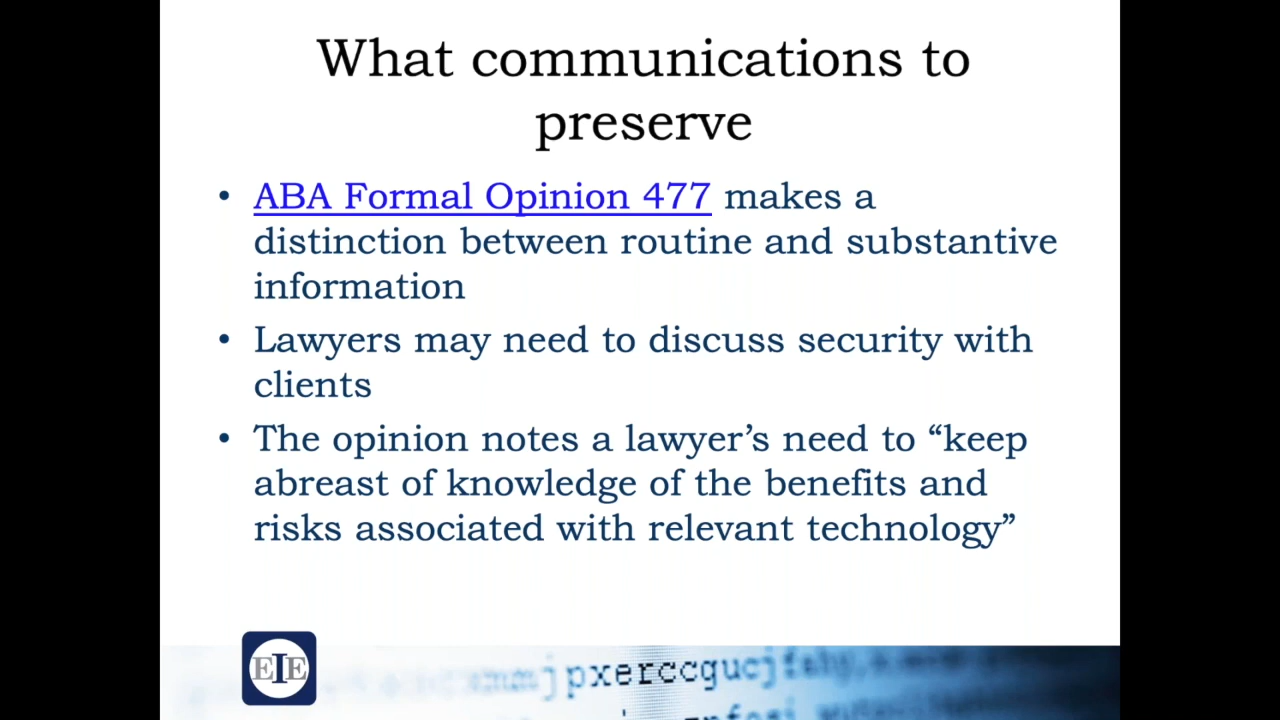 What communications to
preserve
• ABA Formal Opinion 477 makes a
distinction between routine and substantive
information
• Lawyers may need to discuss security with
clients
• The opinion notes a lawyer’s need to “keep
abreast of knowledge of the benefits and
risks associated with relevant technology”
EIE
jpxerccgucj